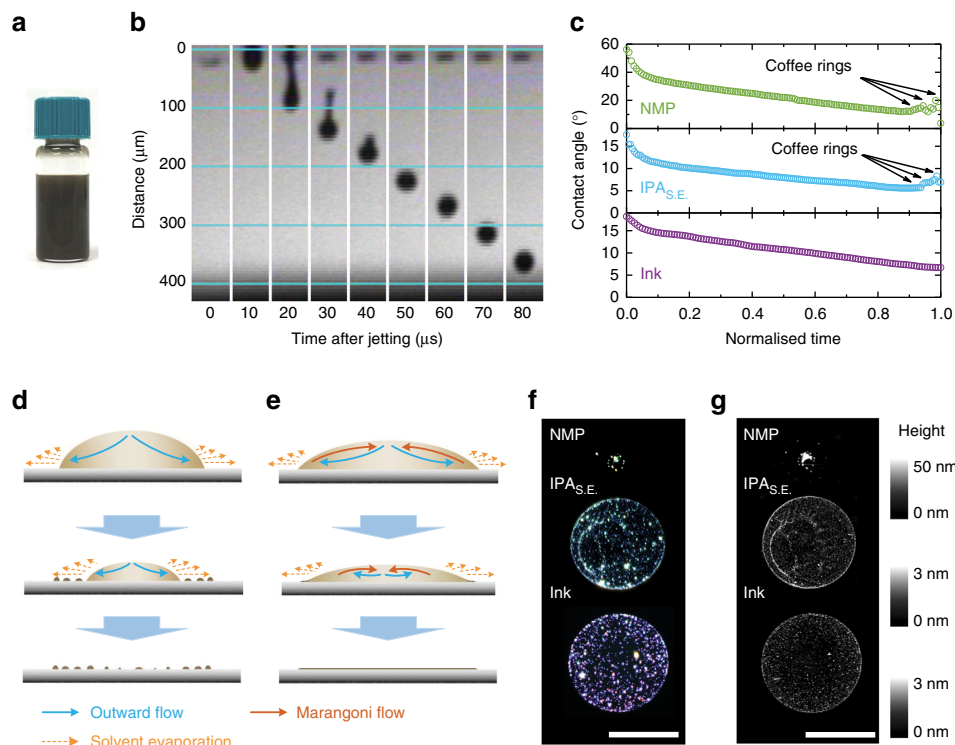 a
b
0
100
200
300
400
Distance (µm)
0 10 20 30 40 50 60 70 80
Time after jetting (µs)
c
60
40
20
0
15
10
5
0
15
10
5
0
Contact angle (°)
Coffee rings
NMP
Coffee rings
IPAS.E.
Ink
0.0 0.2 0.4 0.6 0.8 1.0
Normalised time
d
e
Outward flow
Marangoni flow
Solvent evaporation
f
NMP
IPAS.E.
Ink
g
NMP
IPAS.E.
Ink
Height
50 nm
0 nm
3 nm
0 nm
3 nm
0 nm